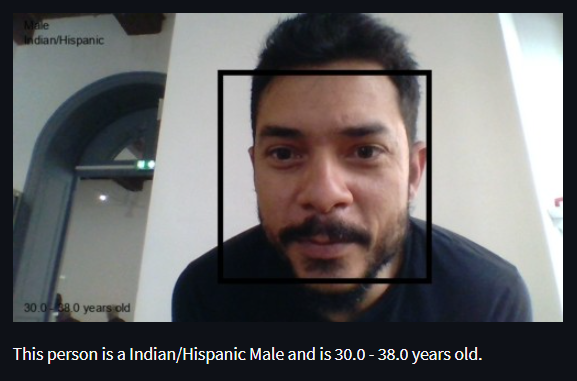 Male
Indian/Hispanic
30.0 - 38.0 years old
This person is a Indian/Hispanic Male and is 30.0 - 38.0 years old.